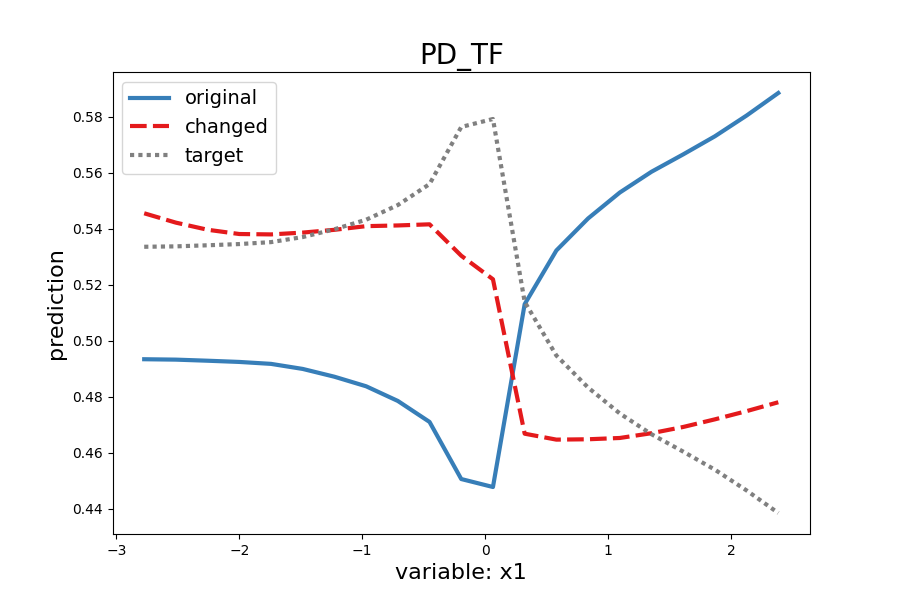 PD_TF
original
changed
target
prediction
0.58
0.56
0.54
0.52
0.50
0.48
0.46
0.44
−3
−2
−1
0
1
2
variable: x1